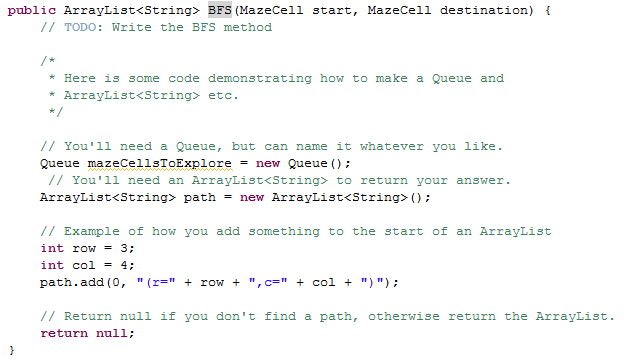 public ArrayList<String> BFS(MazeCell start, MazeCell destination) {
// TODO: Write the BFS method
/*
* Here is some code demonstrating how to make a Queue and
* ArrayList<String> etc.
*/
// You'll need a Queue, but can name it whatever you like.
Queue mazeCellsToExplore = new Queue();
// You'll need an ArrayList<String> to return your answer.
ArrayList<String> path = new ArrayList<String>();
// Example of how you add something to the start of an ArrayList
int row = 3;
int col = 4;
path.add(0, "(r=" + row + ",c=" + col + ")");
// Return null if you don't find a path, otherwise return the ArrayList.
return null;
}